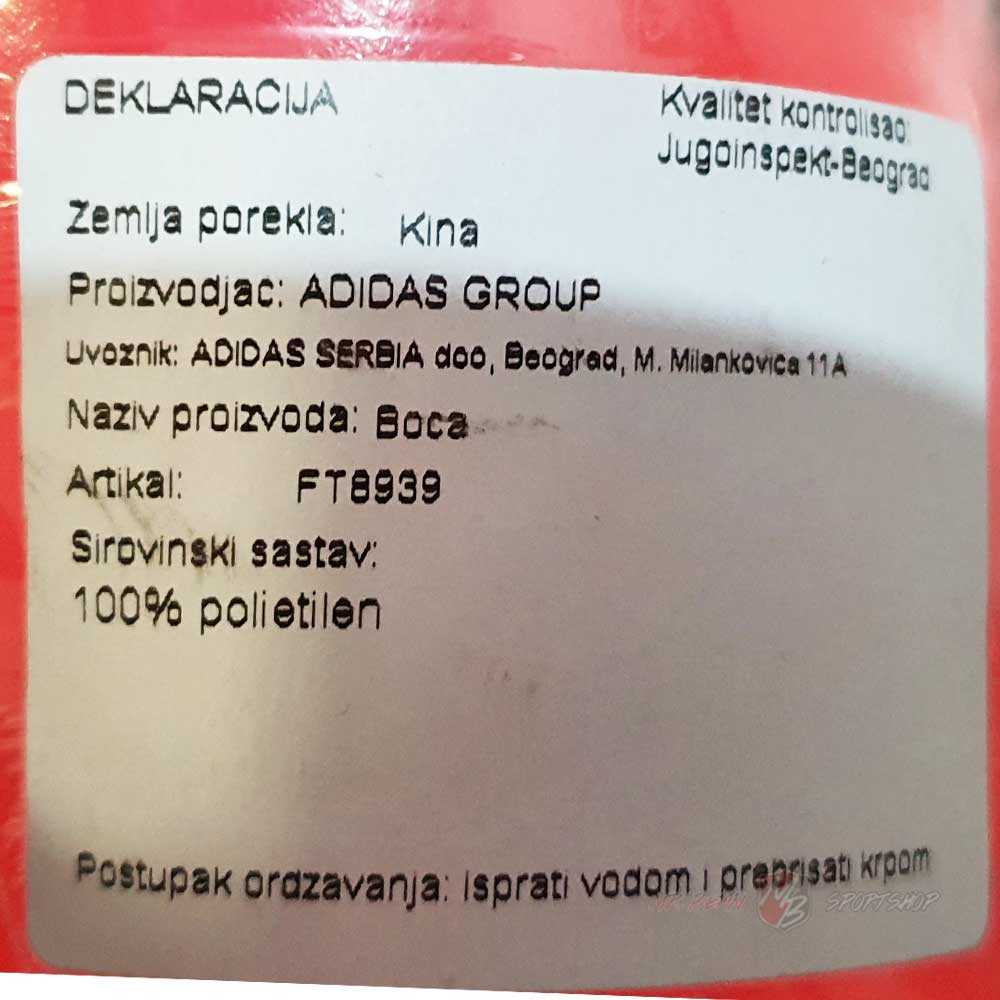 DEKLARACIJA
Kvalitet kontrolisao:
Jugoinspekt-Beograd
Zemlja porekla: Kina
Proizvodjac: ADIDAS GROUP
Uvoznik: ADIDAS SERBIA doo, Beograd, M. Milankovica 11A
Naziv proizvoda: Boca
Artikal: FT8939
Sirovinski sastav:
100% polietilen
Postupak ordzavanja: Isprati vodom i prebrisati krpom
SPORTSHOP